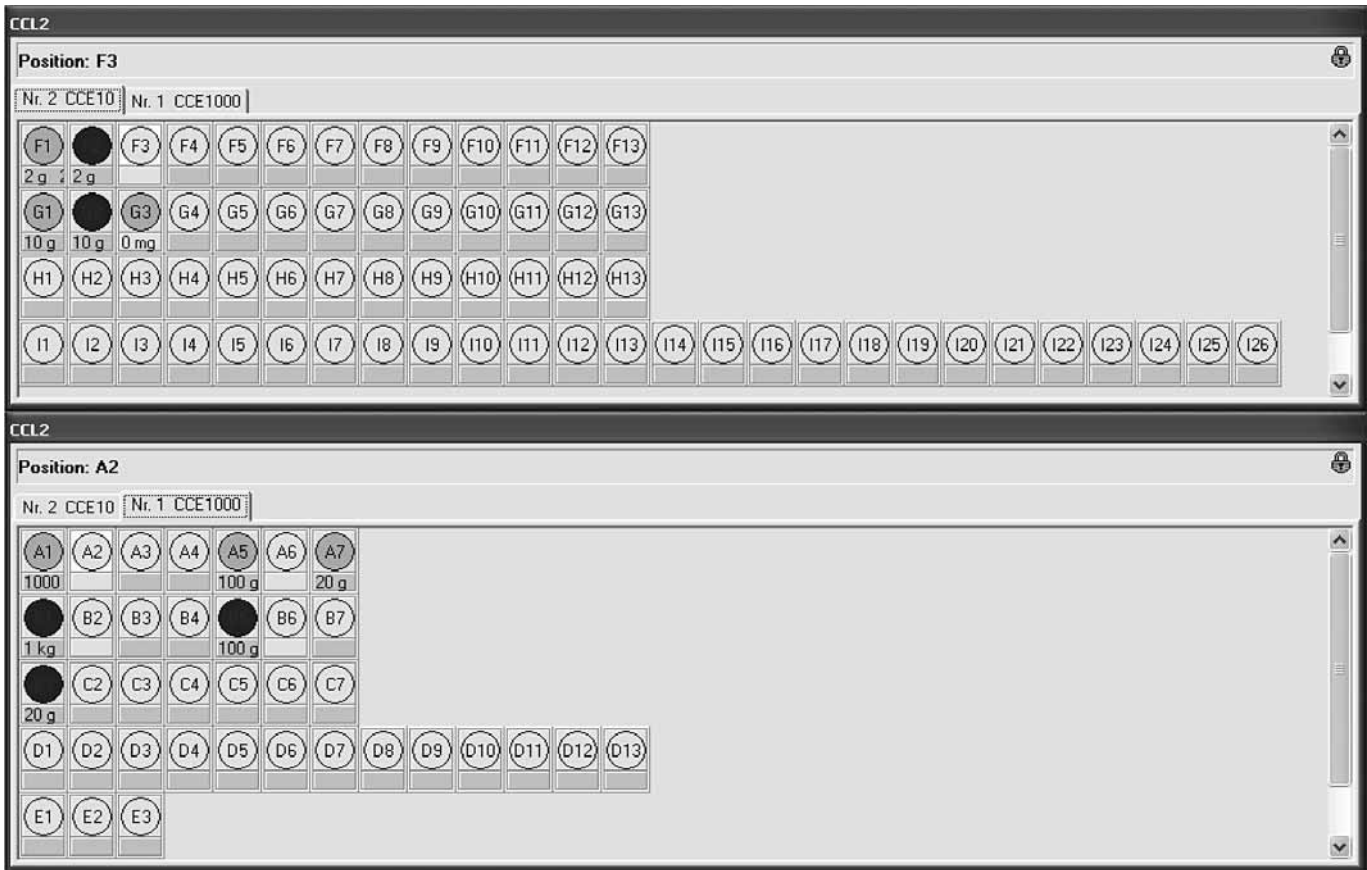 CCL2
Position: F3
Nr. 2 CCE10 Nr. 1 CCE1000
F1 F3 F4 F5 F6 F7 F8 F9 F10 F11 F12 F13
2 g 2 2 g
G1 G3 G4 G5 G6 G7 G8 G9 G10 G11 G12 G13
10 g 10 g 0 mg
H1 H2 H3 H4 H5 H6 H7 H8 H9 H10 H11 H12 H13
I1 I2 I3 I4 I5 I6 I7 I8 I9 I10 I11 I12 I13 I14 I15 I16 I17 I18 I19 I20 I21 I22 I23 I24 I25 I26
CCL2
Position: A2
Nr. 2 CCE10 Nr. 1 CCE1000
A1 A2 A3 A4 A5 A6 A7
1000 100 g 20 g
B2 B3 B4 B6 B7
1 kg 100 g
C2 C3 C4 C5 C6 C7
20 g
D1 D2 D3 D4 D5 D6 D7 D8 D9 D10 D11 D12 D13
E1 E2 E3